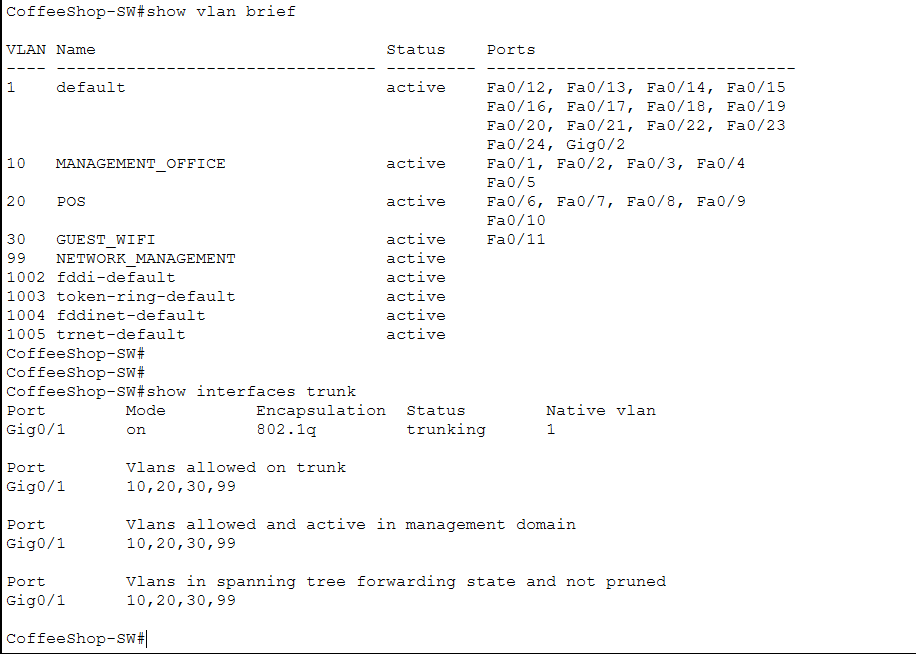 CoffeeShop-SW#show vlan brief
VLAN Name                             Status    Ports
---- -------------------------------- --------- -------------------------------
1    default                          active    Fa0/12, Fa0/13, Fa0/14, Fa0/15
                                                Fa0/16, Fa0/17, Fa0/18, Fa0/19
                                                Fa0/20, Fa0/21, Fa0/22, Fa0/23
                                                Fa0/24, Gig0/2
10   MANAGEMENT_OFFICE                active    Fa0/1, Fa0/2, Fa0/3, Fa0/4
                                                Fa0/5
20   POS                              active    Fa0/6, Fa0/7, Fa0/8, Fa0/9
                                                Fa0/10
30   GUEST_WIFI                       active    Fa0/11
99   NETWORK_MANAGEMENT               active
1002 fddi-default                     active
1003 token-ring-default               active
1004 fddinet-default                  active
1005 trnet-default                    active
CoffeeShop-SW#
CoffeeShop-SW#
CoffeeShop-SW#show interfaces trunk
Port        Mode         Encapsulation  Status        Native vlan
Gig0/1      on           802.1q         trunking      1
Port        Vlans allowed on trunk
Gig0/1      10,20,30,99
Port        Vlans allowed and active in management domain
Gig0/1      10,20,30,99
Port        Vlans in spanning tree forwarding state and not pruned
Gig0/1      10,20,30,99
CoffeeShop-SW#